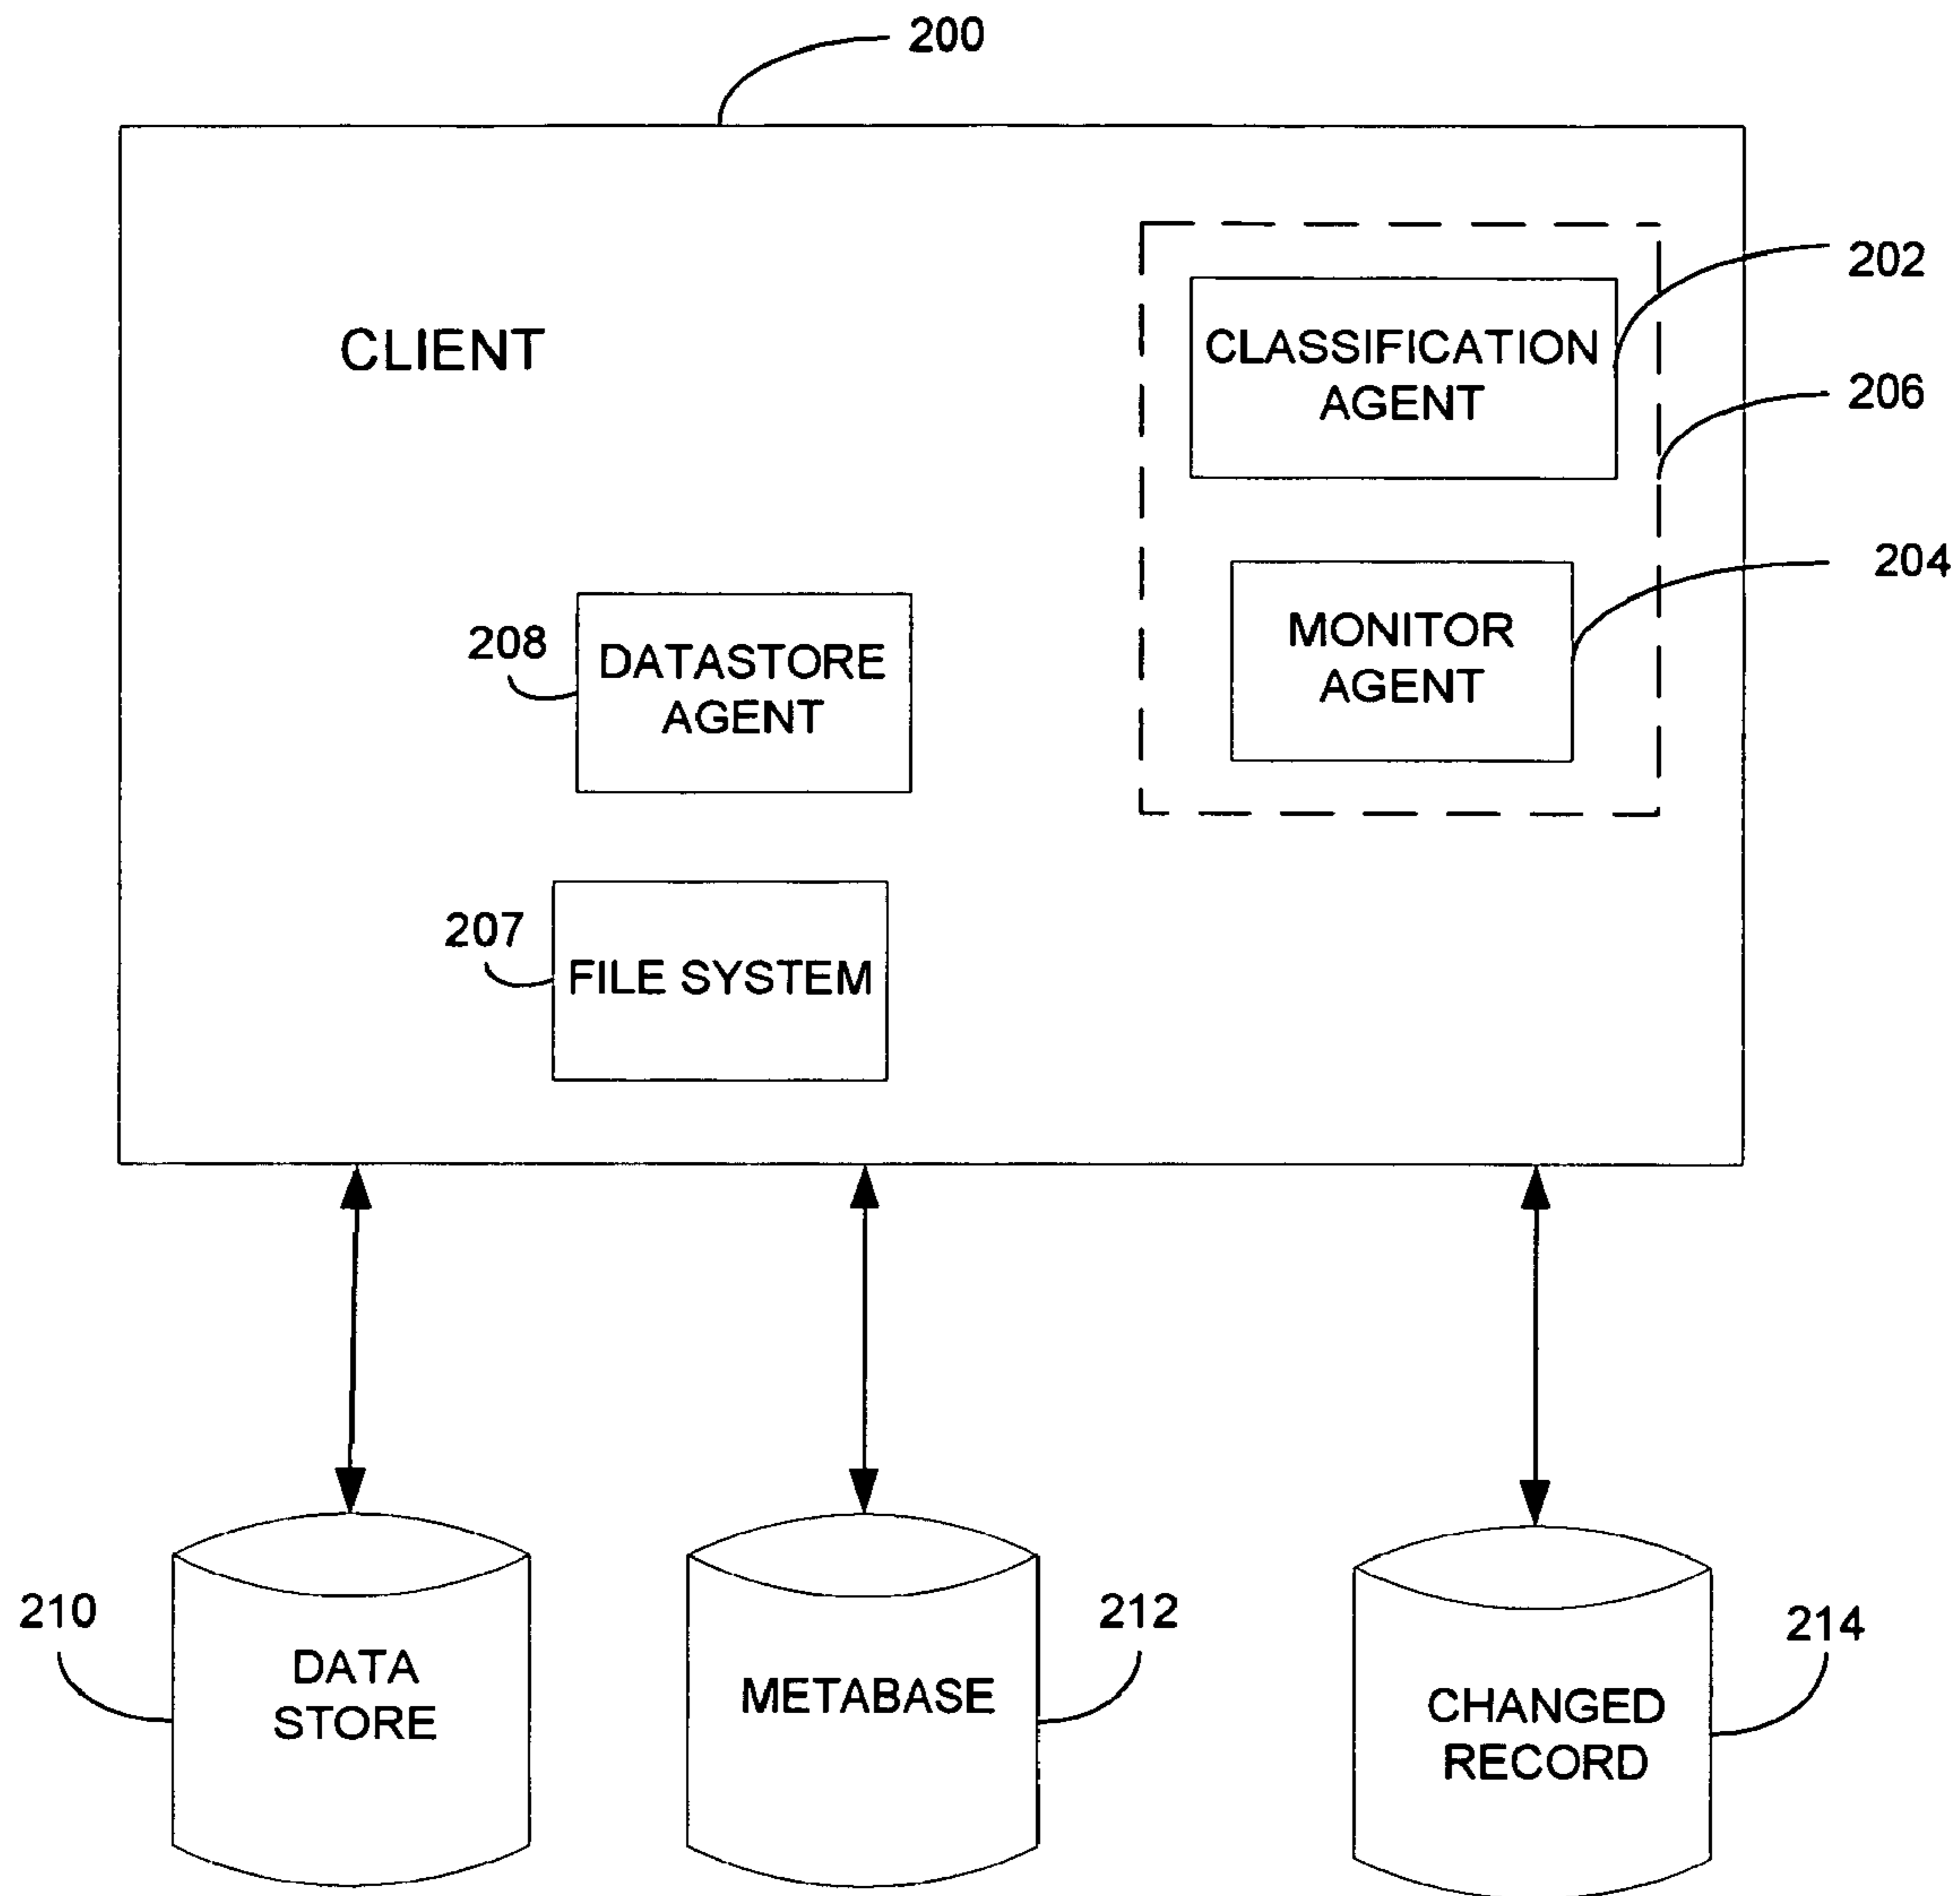 200
202
CLIENT
CLASSIFICATION
AGENT
206
204
MONITOR
AGENT
208
DATASTORE
AGENT
207
FILE SYSTEM
210
DATA
STORE
212
METABASE
214
CHANGED
RECORD